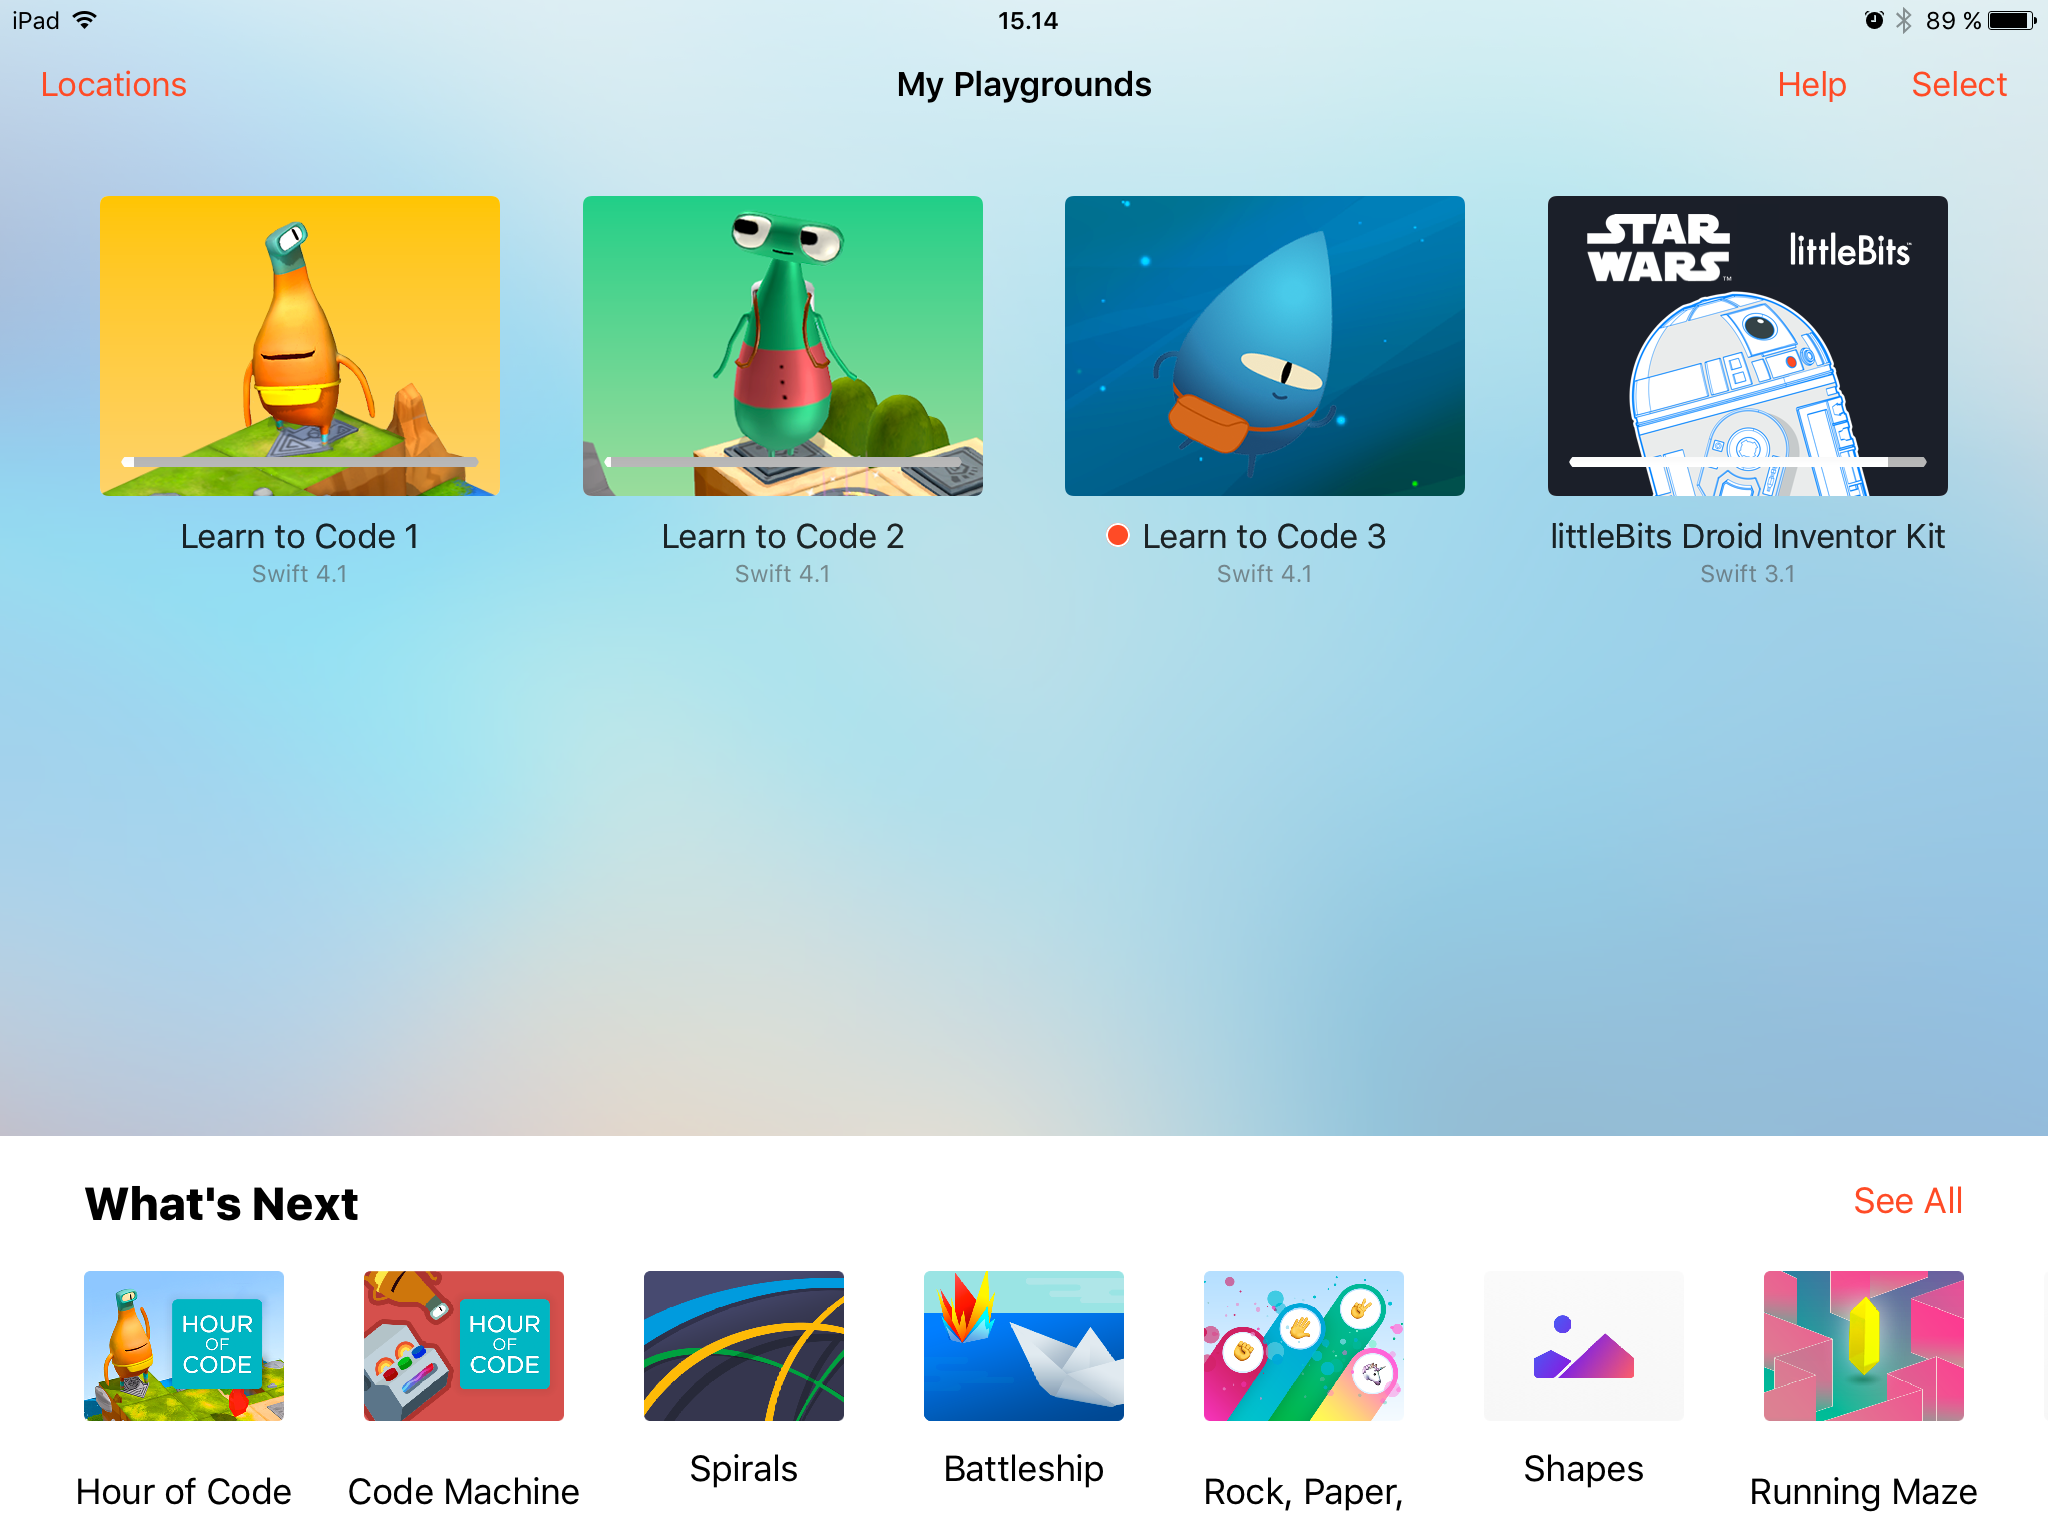 iPad 15.14 89 %
Locations My Playgrounds Help Select
STAR
WARS™
littleBits™
Learn to Code 1
Swift 4.1
Learn to Code 2
Swift 4.1
Learn to Code 3
Swift 4.1
littleBits Droid Inventor Kit
Swift 3.1
What's Next See All
HOUR
OF
CODE
HOUR
OF
CODE
Hour of Code
Code Machine
Spirals
Battleship
Rock, Paper,
Shapes
Running Maze